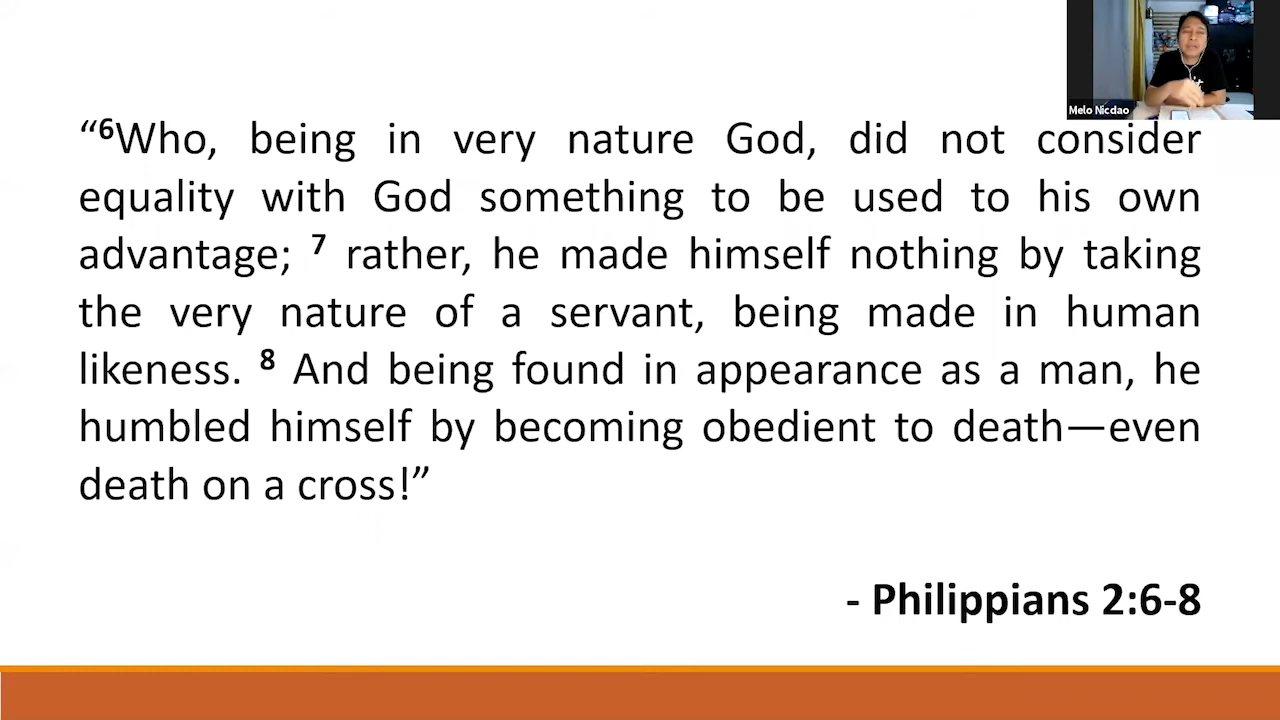 Melo Nicdao
“⁶Who, being in very nature God, did not consider
equality with God something to be used to his own
advantage; ⁷ rather, he made himself nothing by taking
the very nature of a servant, being made in human
likeness. ⁸ And being found in appearance as a man, he
humbled himself by becoming obedient to death—even
death on a cross!”
- Philippians 2:6-8